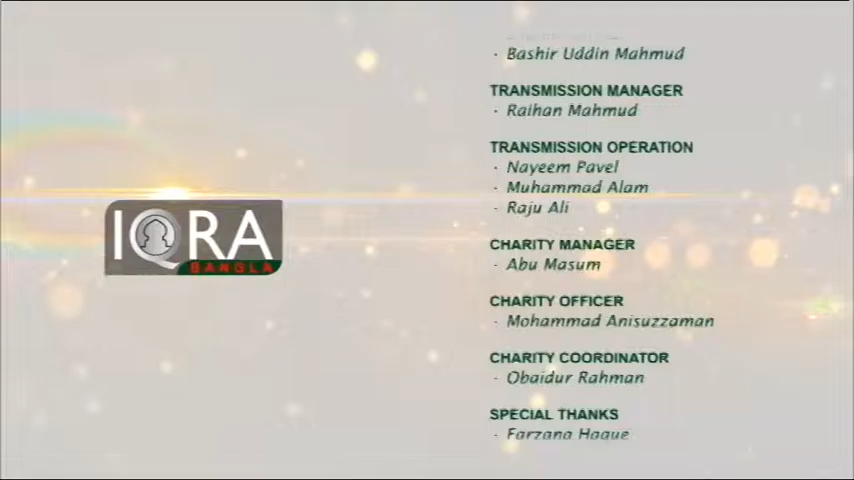 IQRA
BANGLA
- Bashir Uddin Mahmud
TRANSMISSION MANAGER
- Raihan Mahmud
TRANSMISSION OPERATION
- Nayeem Pavel
- Muhammad Alam
- Raju Ali
CHARITY MANAGER
- Abu Masum
CHARITY OFFICER
- Mohammad Anisuzzaman
CHARITY COORDINATOR
- Obaidur Rahman
SPECIAL THANKS
- Farzana Haque